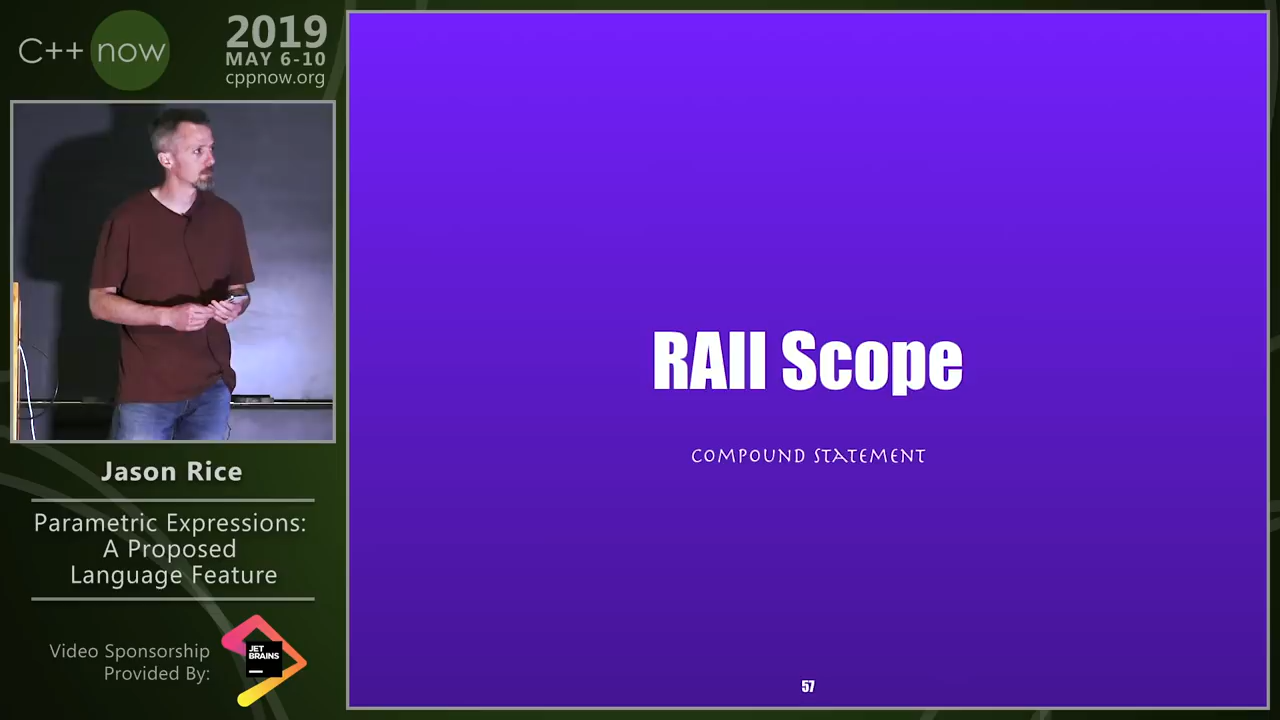 C++ now
2019
MAY 6-10
cppnow.org
Jason Rice
Parametric Expressions:
A Proposed
Language Feature
Video Sponsorship
Provided By:
JET
BRAINS
RAII Scope
COMPOUND STATEMENT
57